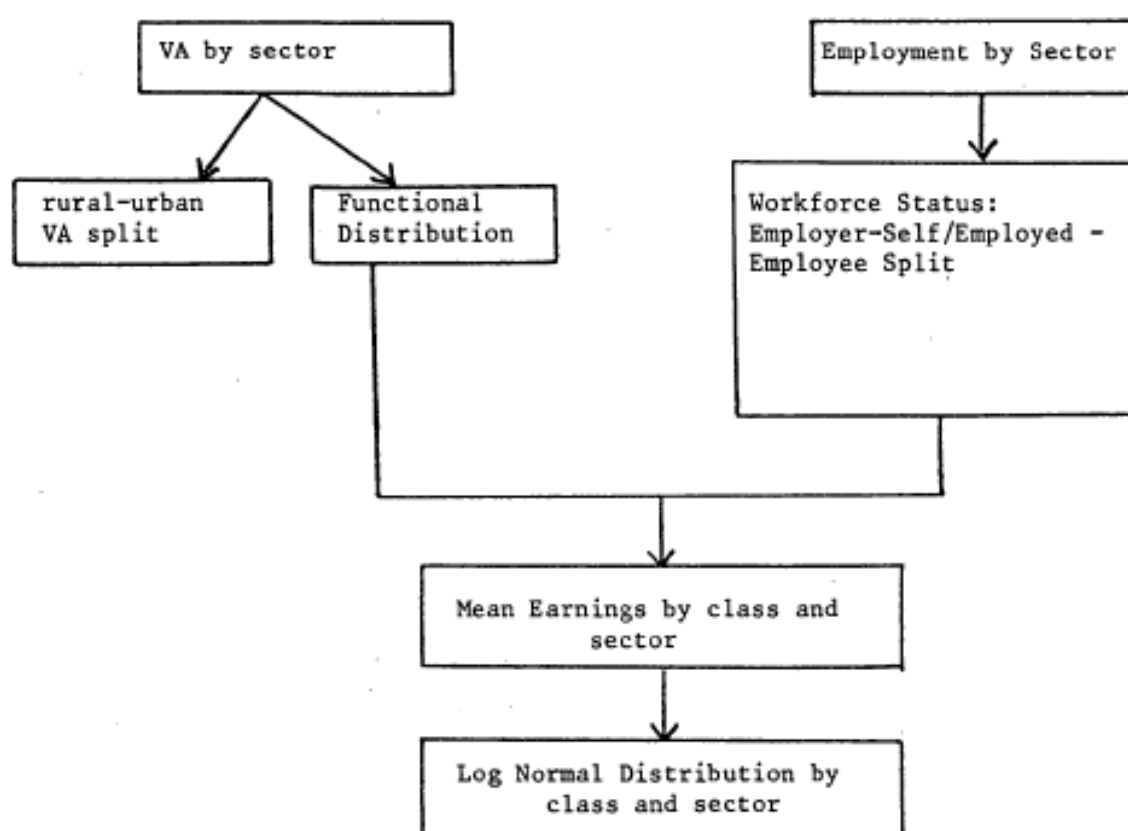 VA by sector
Employment by Sector
rural-urban
VA split
Functional
Distribution
Workforce Status:
Employer-Self/Employed -
Employee Split
Mean Earnings by class and
sector
Log Normal Distribution by
class and sector